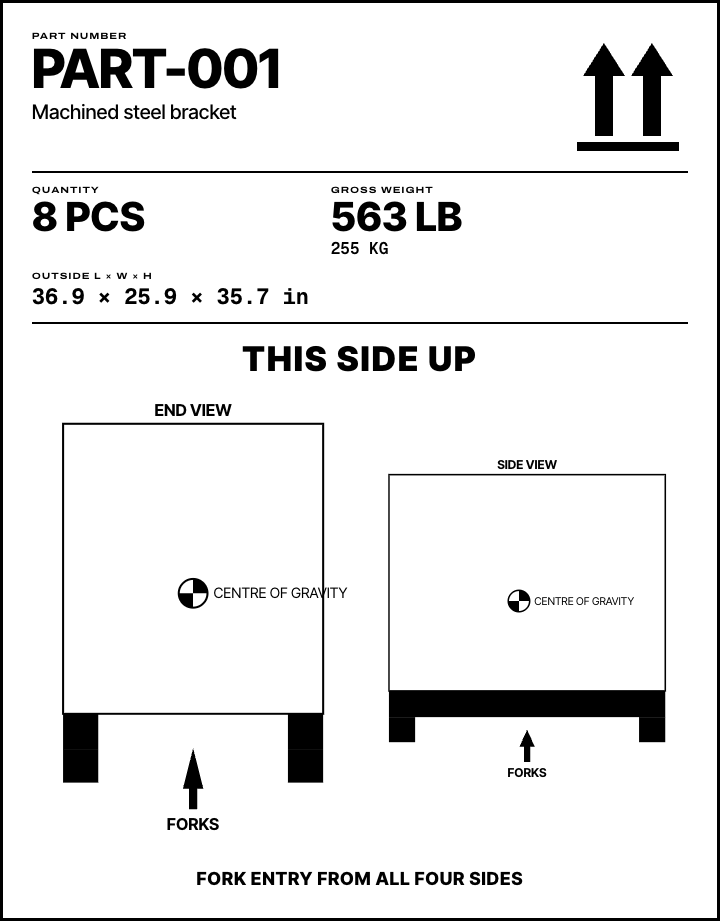 PART NUMBER
PART-001
Machined steel bracket
QUANTITY
8 PCS
GROSS WEIGHT
563 LB
255 KG
OUTSIDE L × W × H
36.9 × 25.9 × 35.7 in
THIS SIDE UP
END VIEW
CENTRE OF GRAVITY
FORKS
SIDE VIEW
CENTRE OF GRAVITY
FORKS
FORK ENTRY FROM ALL FOUR SIDES